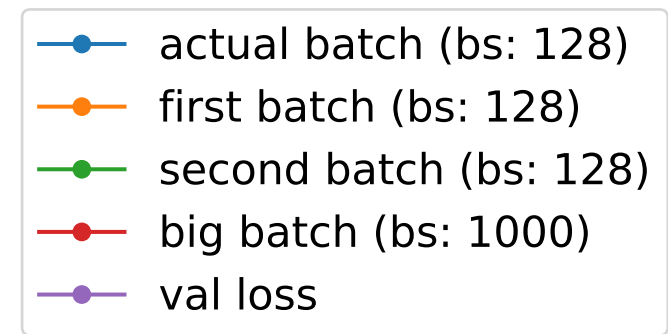 actual batch (bs: 128)
first batch (bs: 128)
second batch (bs: 128)
big batch (bs: 1000)
val loss